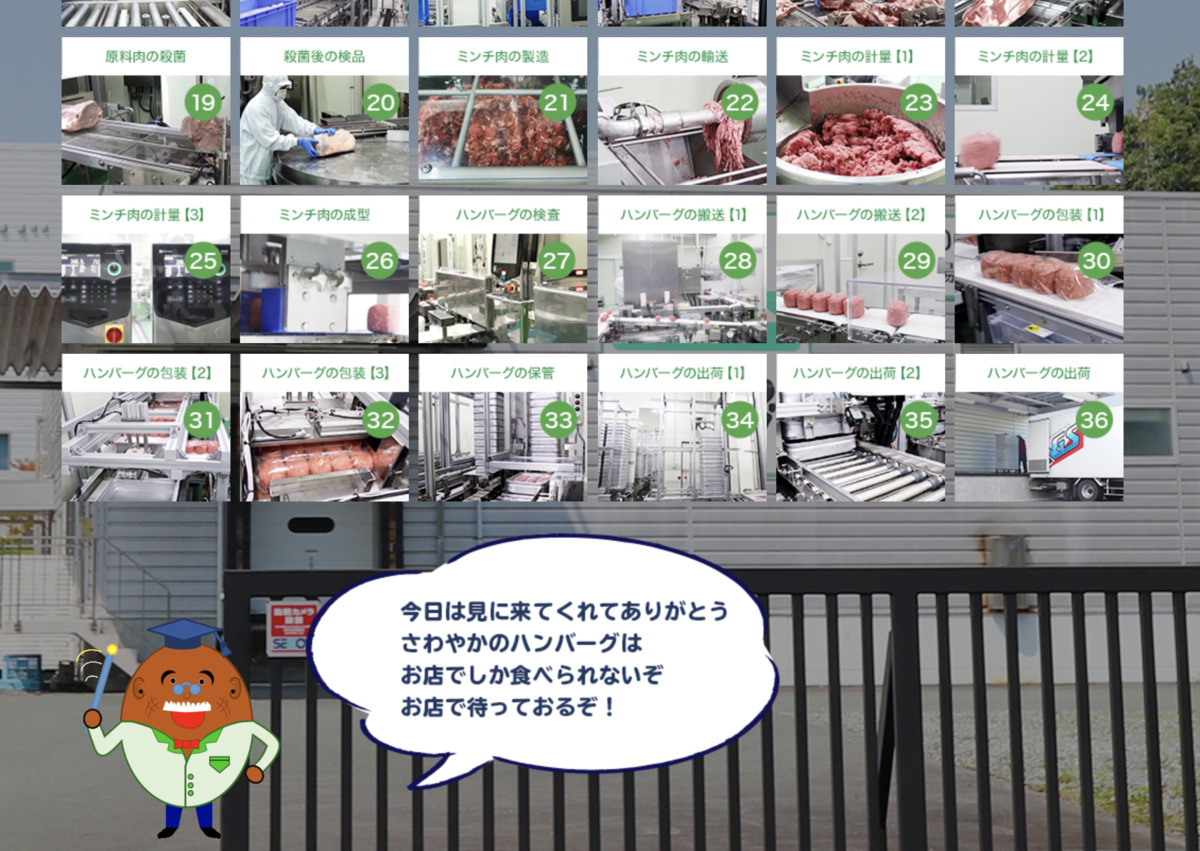 原料肉の殺菌
殺菌後の検品
ミンチ肉の製造
ミンチ肉の輸送
ミンチ肉の計量【1】
ミンチ肉の計量【2】
19
20
21
22
23
24
ミンチ肉の計量【3】
ミンチ肉の成型
ハンバーグの検査
ハンバーグの搬送【1】
ハンバーグの搬送【2】
ハンバーグの包装【1】
25
26
27
28
29
30
ハンバーグの包装【2】
ハンバーグの包装【3】
ハンバーグの保管
ハンバーグの出荷【1】
ハンバーグの出荷【2】
ハンバーグの出荷
31
32
33
34
35
36
今日は見に来てくれてありがとう
さわやかのハンバーグは
お店でしか食べられないぞ
お店で待っておるぞ！